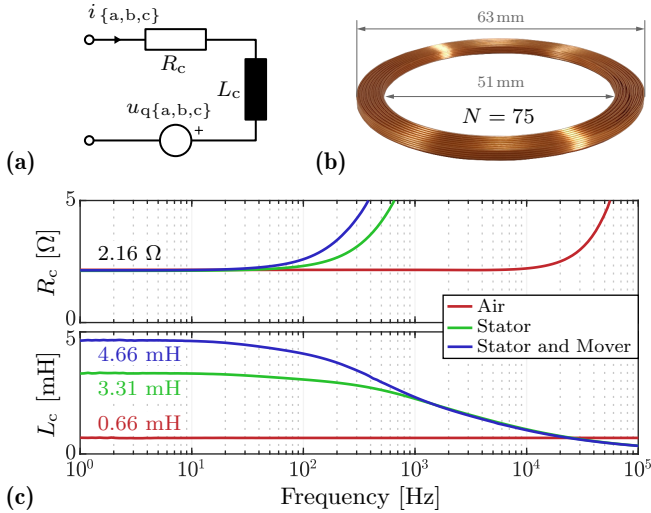 i{a,b,c}
Rc
Lc
uq{a,b,c}
+
(a)
63 mm
51 mm
N = 75
(b)
5
0
Rc [Ω]
2.16 Ω
Air
Stator
Stator and Mover
5
0
Lc [mH]
4.66 mH
3.31 mH
0.66 mH
10^0 10^1 10^2 10^3 10^4 10^5
Frequency [Hz]
(c)